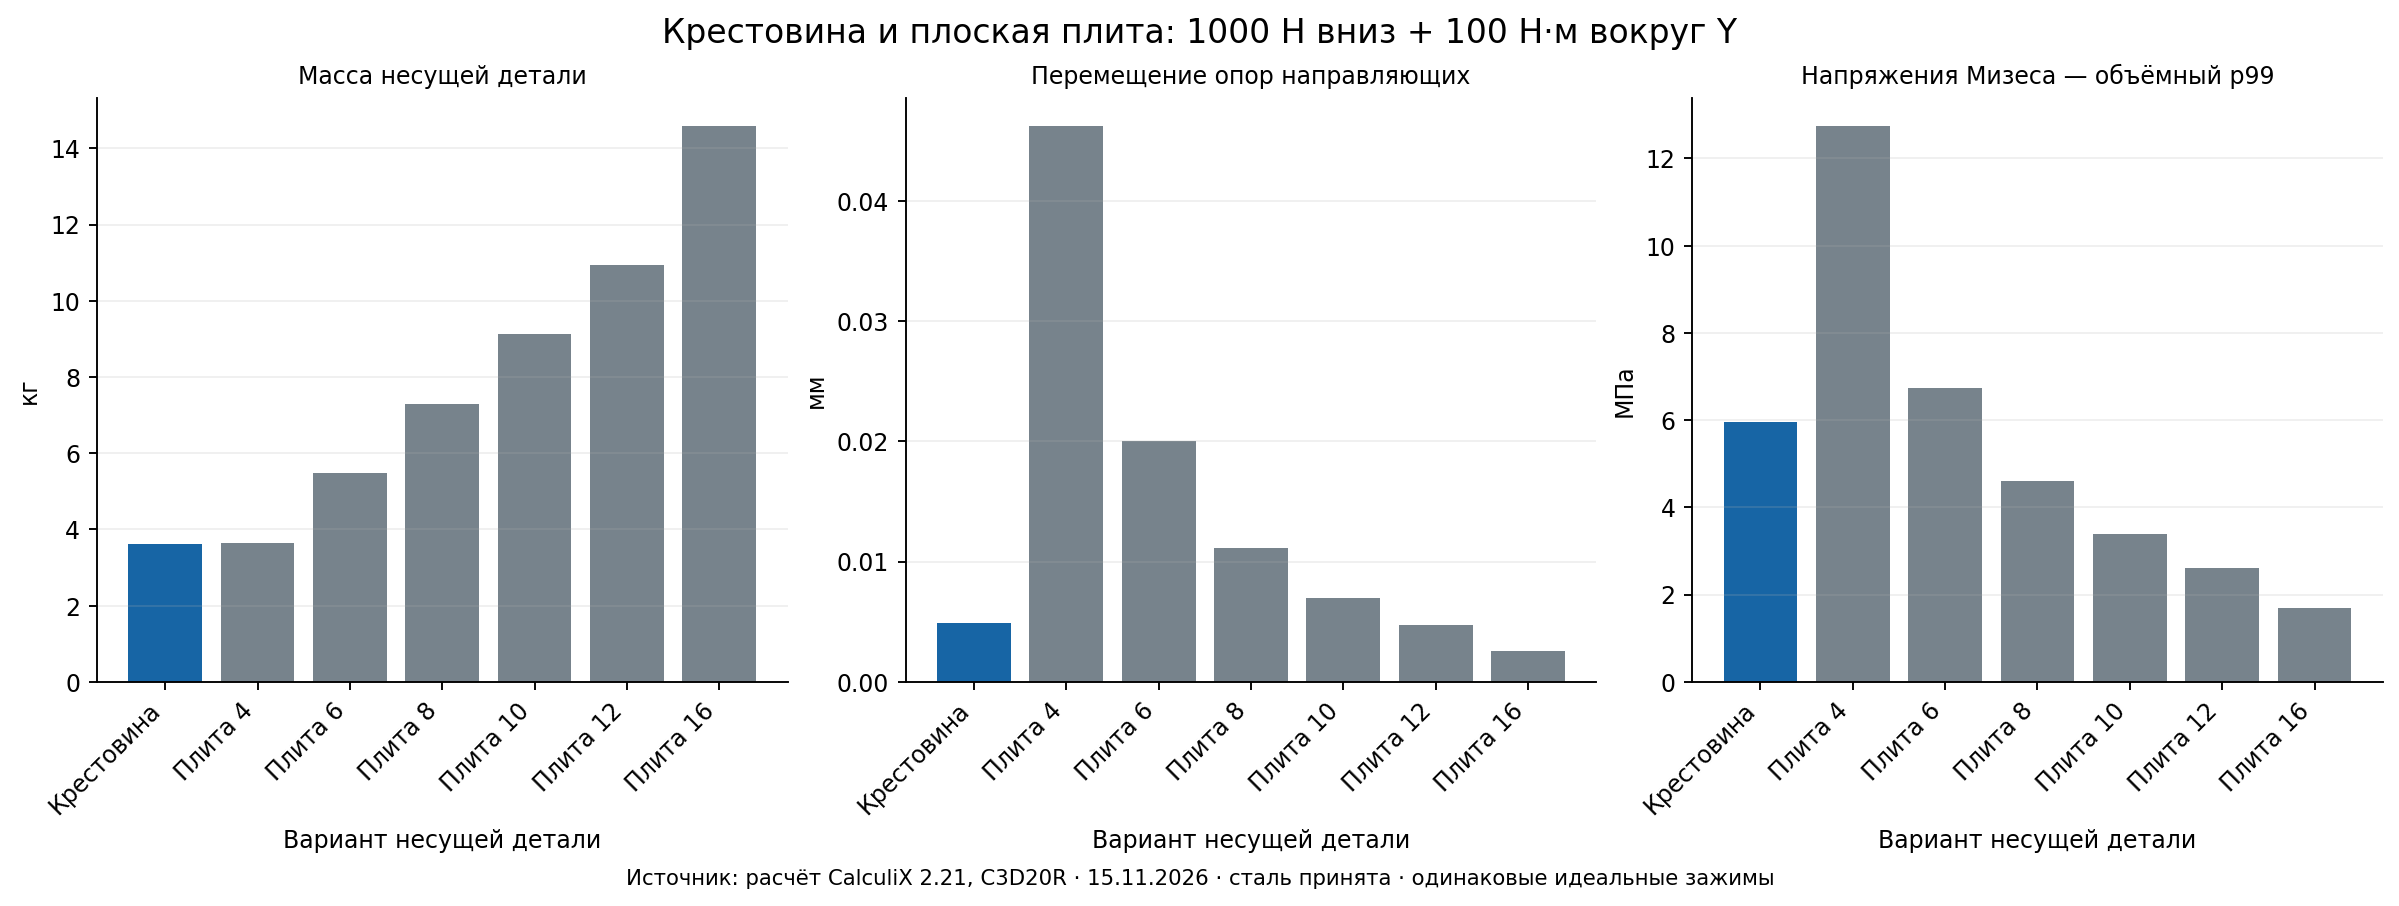 Крестовина и плоская плита: 1000 Н вниз + 100 Н·м вокруг Y
Масса несущей детали
кг
14
12
10
8
6
4
2
0
Крестовина
Плита 4
Плита 6
Плита 8
Плита 10
Плита 12
Плита 16
Вариант несущей детали
Перемещение опор направляющих
мм
0.04
0.03
0.02
0.01
0.00
Крестовина
Плита 4
Плита 6
Плита 8
Плита 10
Плита 12
Плита 16
Вариант несущей детали
Напряжения Мизеса — объёмный p99
МПа
12
10
8
6
4
2
0
Крестовина
Плита 4
Плита 6
Плита 8
Плита 10
Плита 12
Плита 16
Вариант несущей детали
Источник: расчёт CalculiX 2.21, C3D20R · 15.11.2026 · сталь принята · одинаковые идеальные зажимы